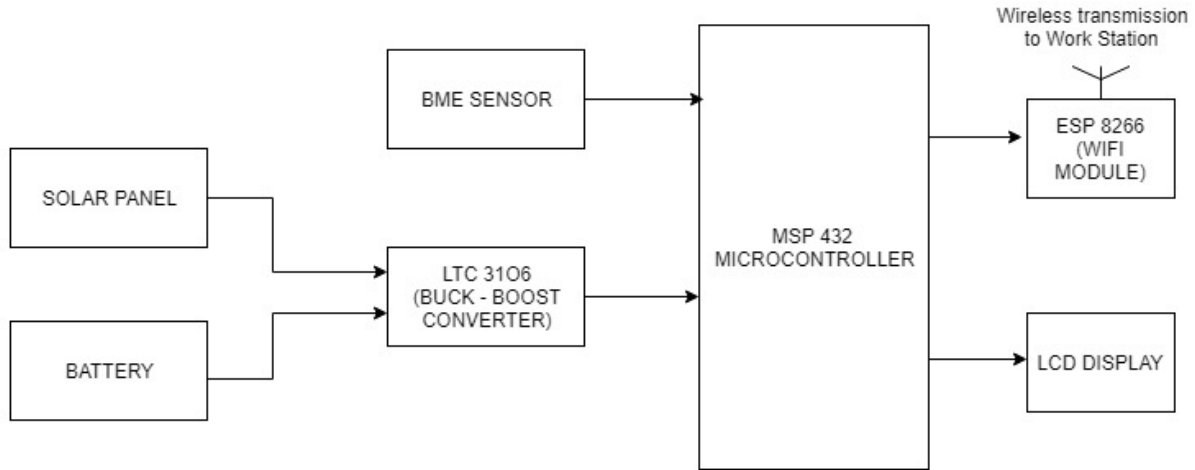 Wireless transmission
to Work Station
BME SENSOR
ESP 8266
(WIFI
MODULE)
SOLAR PANEL
MSP 432
MICROCONTROLLER
LTC 31O6
(BUCK - BOOST
CONVERTER)
BATTERY
LCD DISPLAY